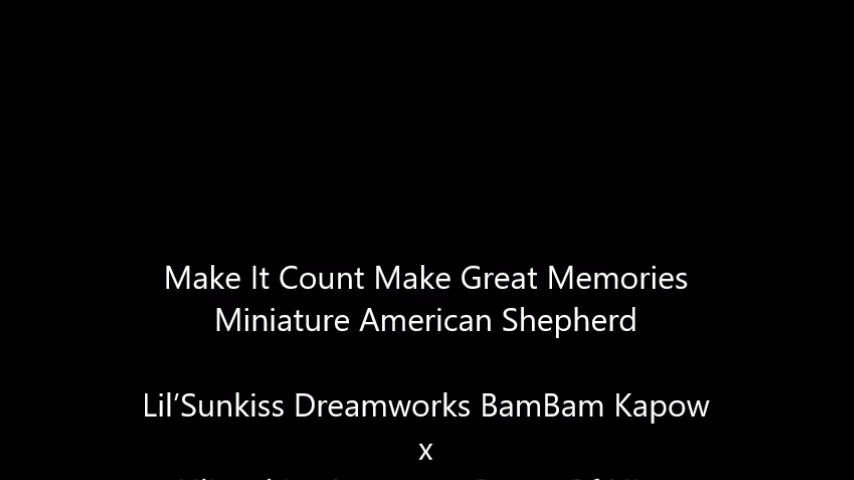 Make It Count Make Great Memories
Miniature American Shepherd
Lil’Sunkiss Dreamworks BamBam Kapow
x